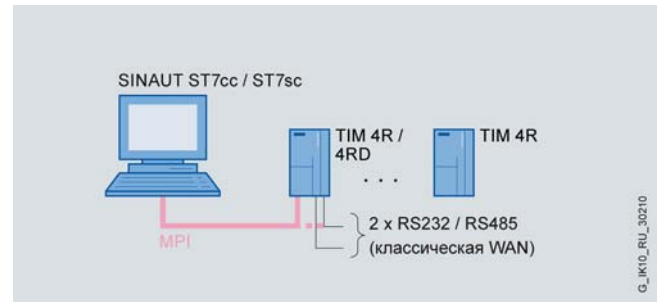 SINAUT ST7cc / ST7sc
TIM 4R /
4RD
TIM 4R
. . .
2 x RS232 / RS485
(классическая WAN)
MPI
G_IK10_RU_30210